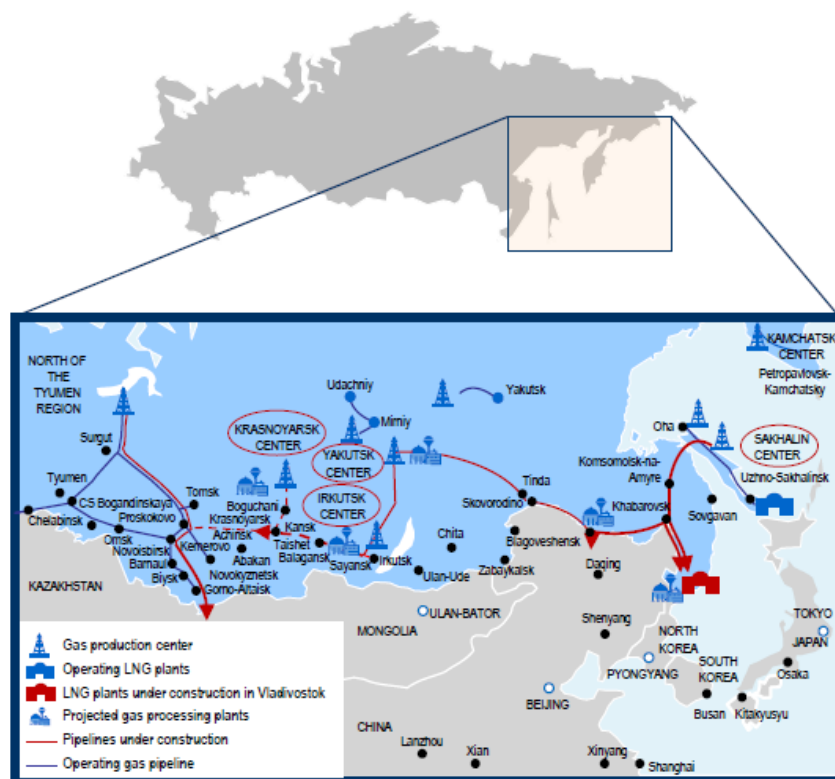 NORTH OF
THE
TYUMEN
REGION
KAMCHATSK
CENTER
Petropavlovsk-
Kamchatsky
Udachniy
Mirniy
Yakutsk
KRASNOYARSK
CENTER
YAKUTSK
CENTER
IRKUTSK
CENTER
Oha
SAKHALIN
CENTER
Surgut
Tyumen
CS Bogandinskaya
Chelabinsk
Proskokovo
Tomsk
Omsk
Novoisbirsk
Barnaul
Biysk
Kemerovo
Novokyznetsk
Gorno-Altaisk
Boguchani
Krasnoyarsk
Achinsk
Abakan
Kansk
Taishet
Balagansk
Sayansk
Irkutsk
Ulan-Ude
Chita
Zabaykalsk
Tinda
Skovorodino
Blagoveshensk
Komsomolsk-na-
Amyre
Khabarovsk
Sovgavan
Uzhno-Sakhalinsk
KAZAKHSTAN
MONGOLIA
ULAN-BATOR
Daqing
Shenyang
NORTH
KOREA
PYONGYANG
SOUTH
KOREA
TOKYO
JAPAN
Osaka
Busan
Kitakyusyu
BEIJING
CHINA
Lanzhou
Xian
Xinyang
Shanghai
Gas production center
Operating LNG plants
LNG plants under construction in Vladivostok
Projected gas processing plants
Pipelines under construction
Operating gas pipeline